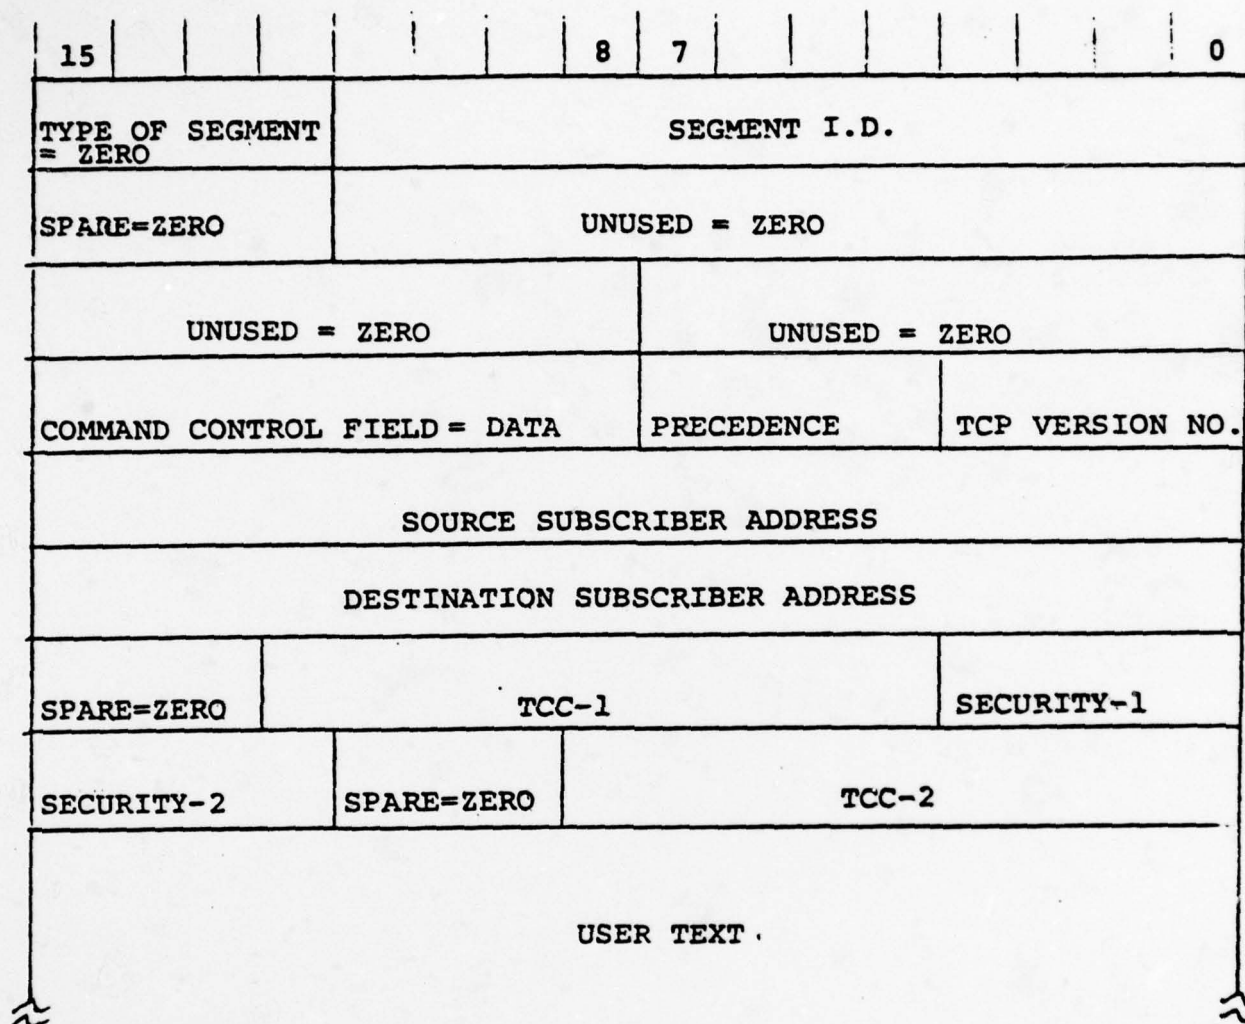 15 8 7 0
TYPE OF SEGMENT
= ZERO
SEGMENT I.D.
SPARE=ZERO UNUSED = ZERO
UNUSED = ZERO UNUSED = ZERO
COMMAND CONTROL FIELD = DATA PRECEDENCE TCP VERSION NO.
SOURCE SUBSCRIBER ADDRESS
DESTINATION SUBSCRIBER ADDRESS
SPARE=ZERO TCC-1 SECURITY-1
SECURITY-2 SPARE=ZERO TCC-2
USER TEXT